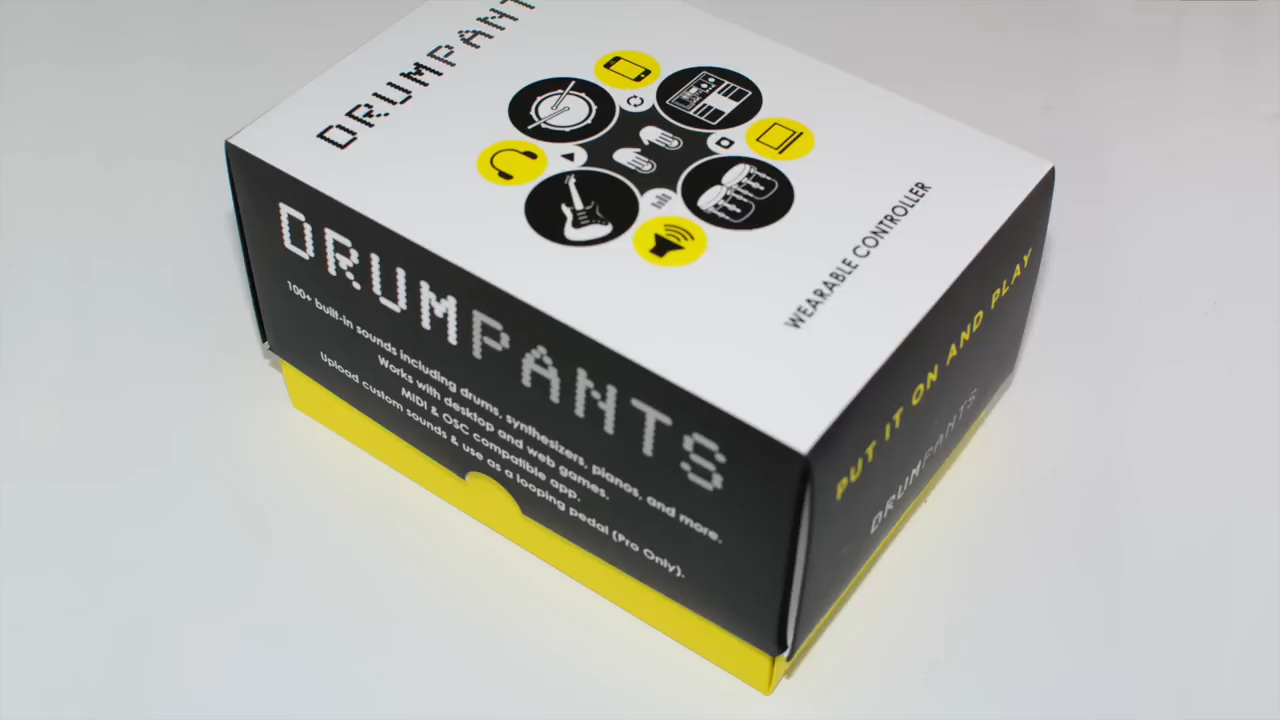 DRUMPANT
WEARABLE CONTROLLER
DRUMPANTS
100+ built-in sounds including drums, synthesizers, pianos, and more.
Works with desktop and web games.
MIDI & OSC compatible app.
Upload custom sounds & use as a looping pedal (Pro Only).
PUT IT ON AND PLAY
DRUMPANTS